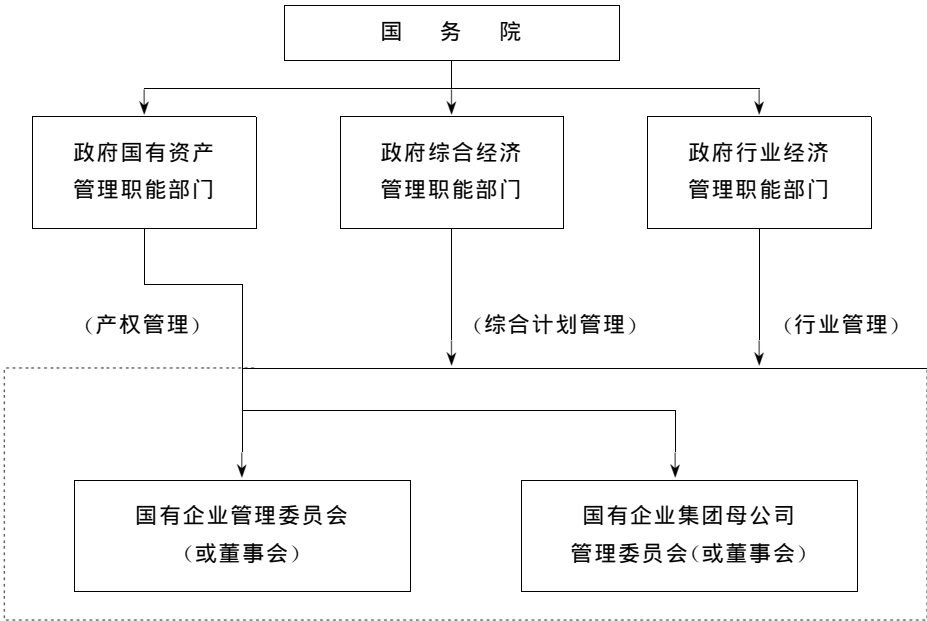 国务院
政府国有资产
管理职能部门
政府综合经济
管理职能部门
政府行业经济
管理职能部门
（产权管理）
（综合计划管理）
（行业管理）
国有企业管理委员会
（或董事会）
国有企业集团母公司
管理委员会（或董事会）